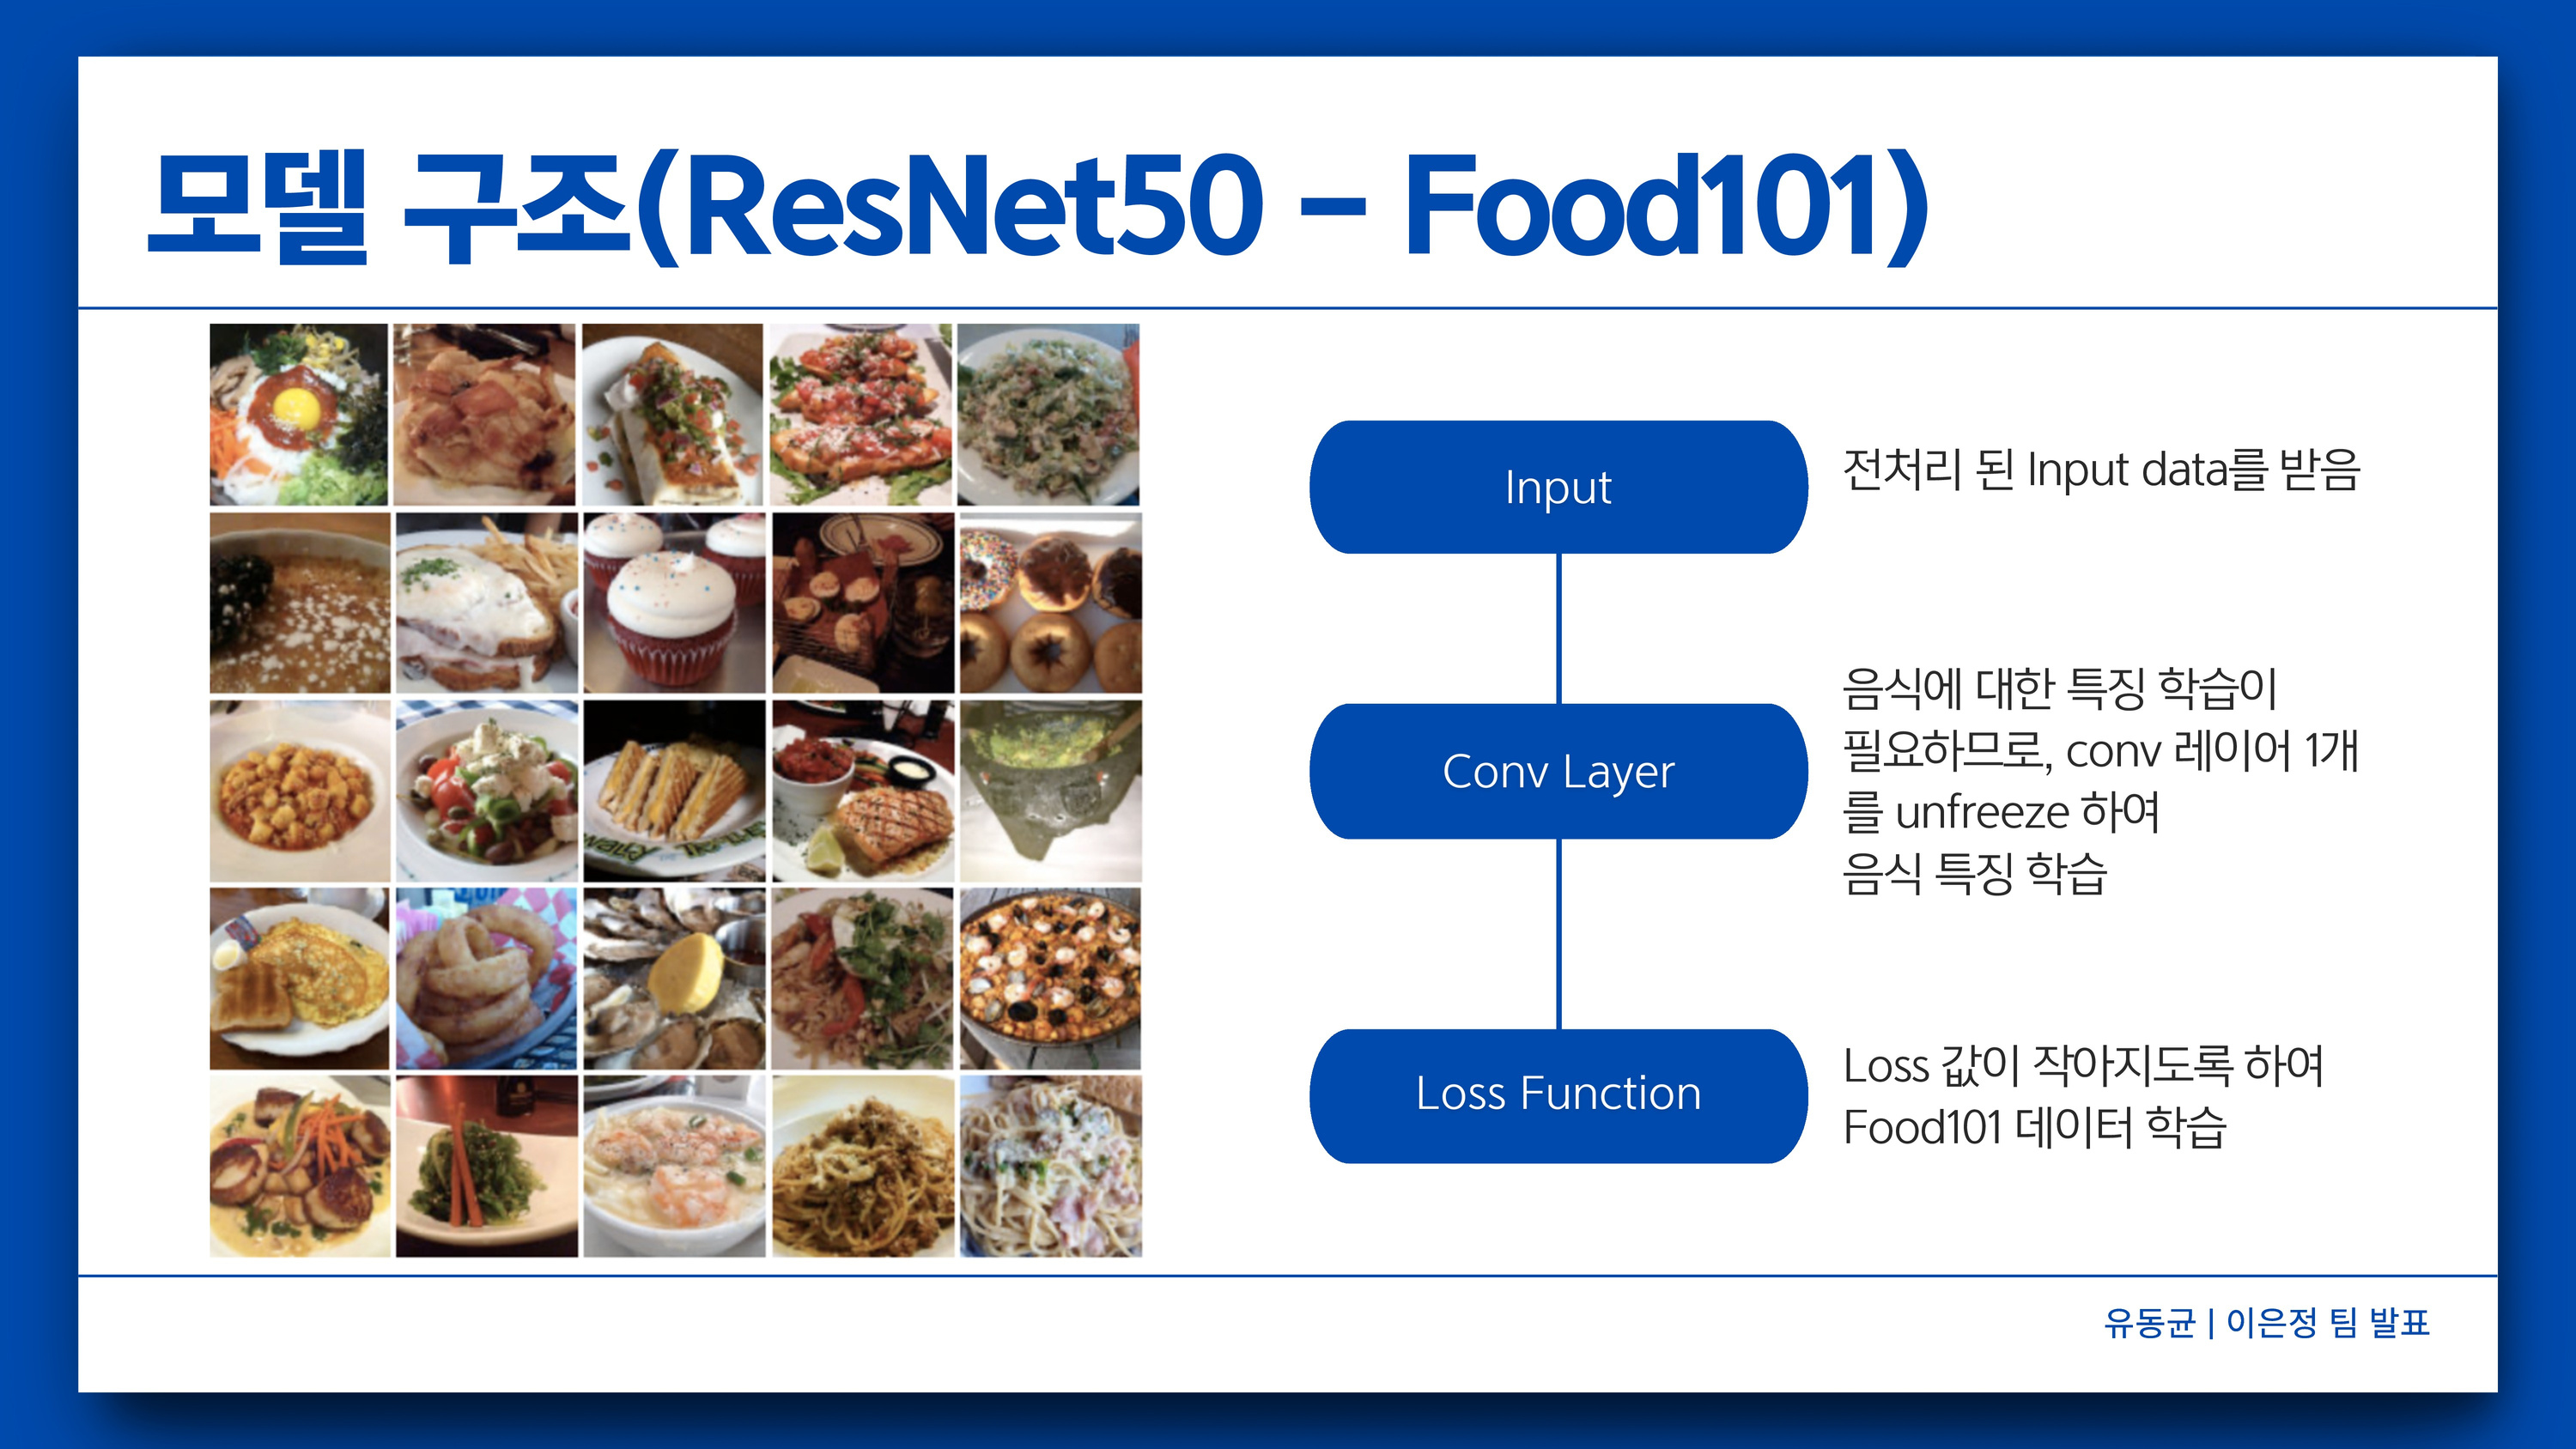 모델 구조(ResNet50 - Food101)
Input
전처리 된 Input data를 받음
Conv Layer
음식에 대한 특징 학습이
필요하므로, conv 레이어 1개
를 unfreeze 하여
음식 특징 학습
Loss Function
Loss 값이 작아지도록 하여
Food101 데이터 학습
유동균 | 이은정 팀 발표